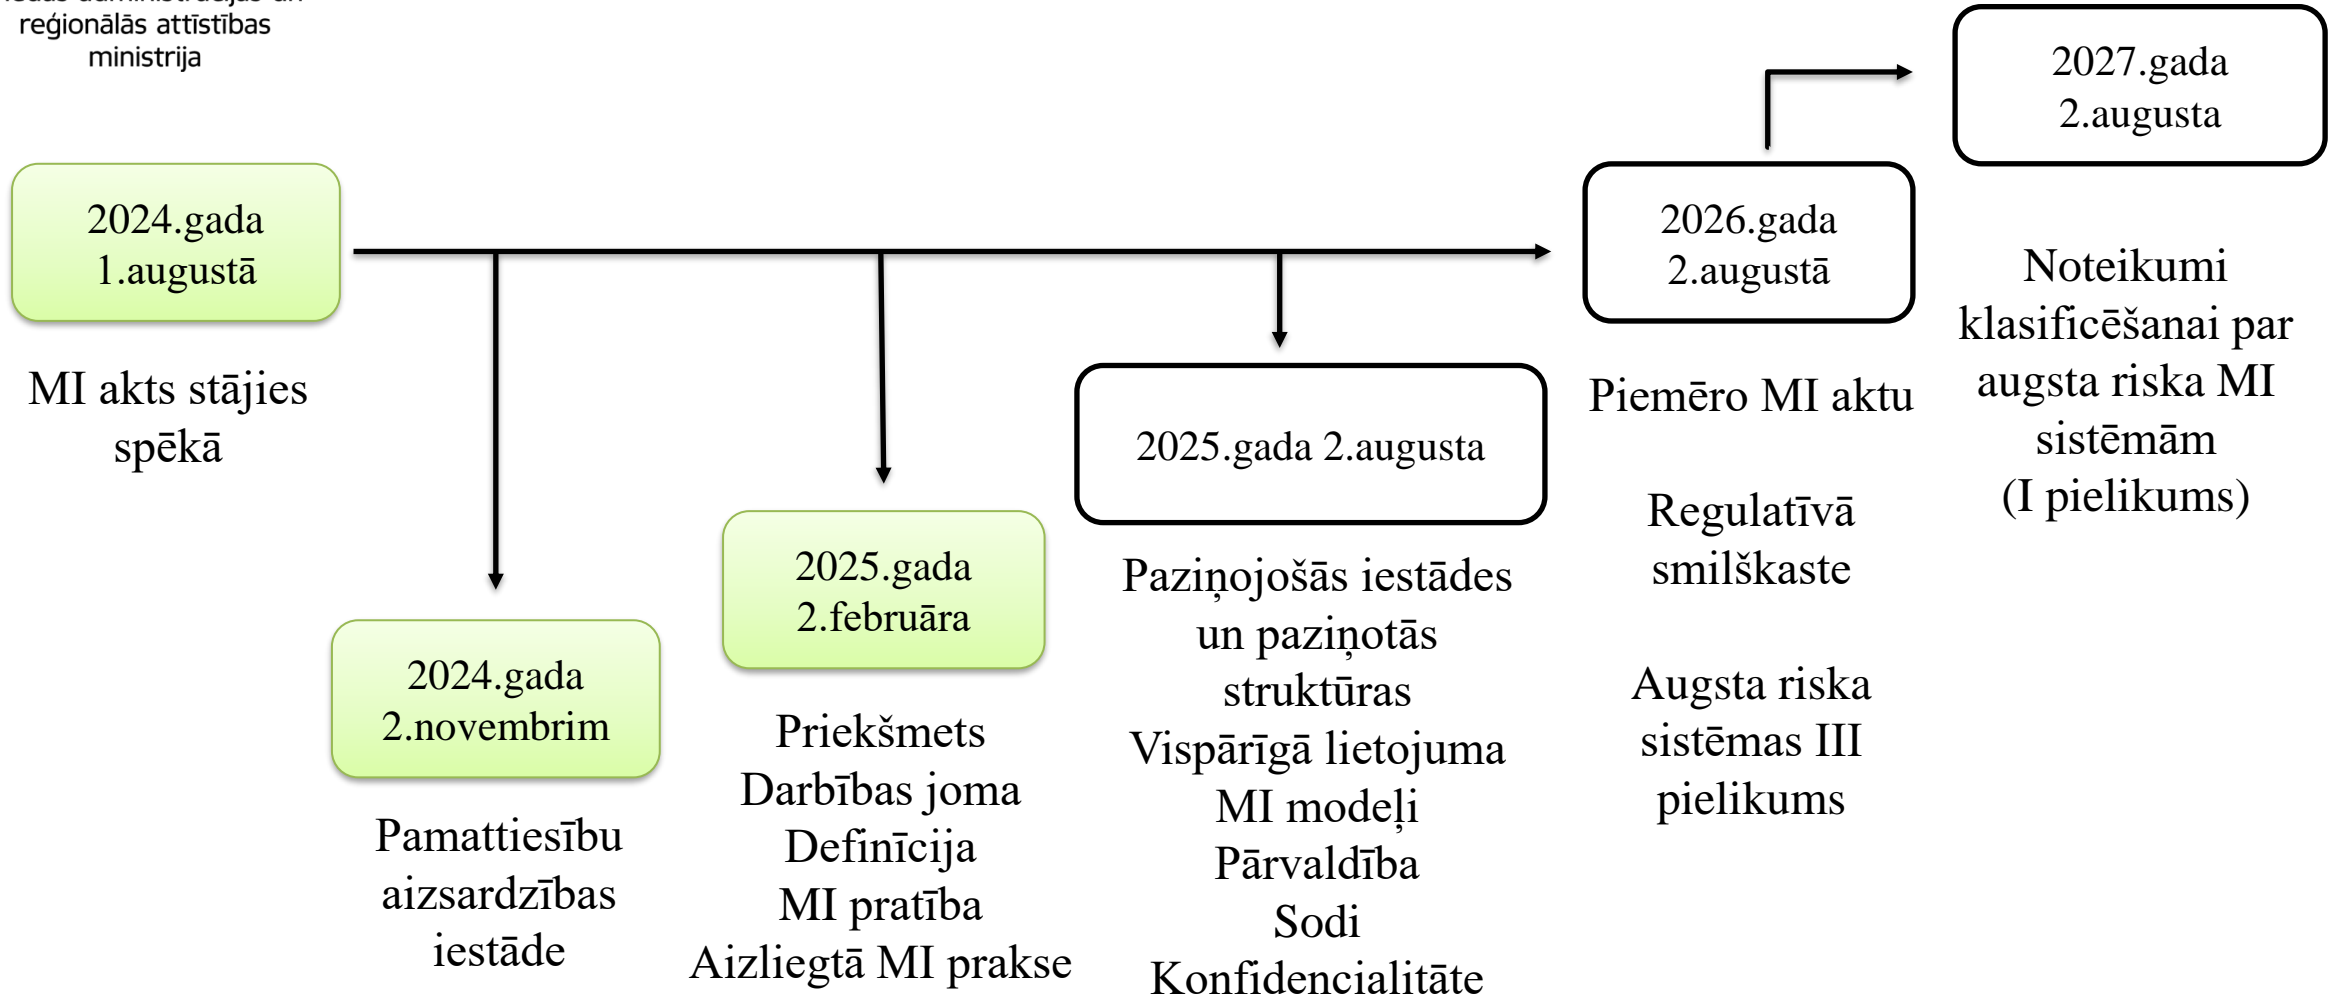 reģionālās attīstības
ministrija
2024.gada
1.augustā
MI akts stājies
spēkā
2024.gada
2.novembrim
Pamattiesību
aizsardzības
iestāde
2025.gada
2.februāra
Priekšmets
Darbības joma
Definīcija
MI pratība
Aizliegtā MI prakse
2025.gada 2.augusta
Paziņojošās iestādes
un paziņotās
struktūras
Vispārīgā lietojuma
MI modeļi
Pārvaldība
Sodi
Konfidencialitāte
2026.gada
2.augustā
Piemēro MI aktu
Regulatīvā
smilškaste
Augsta riska
sistēmas III
pielikums
2027.gada
2.augusta
Noteikumi
klasificēšanai par
augsta riska MI
sistēmām
(I pielikums)